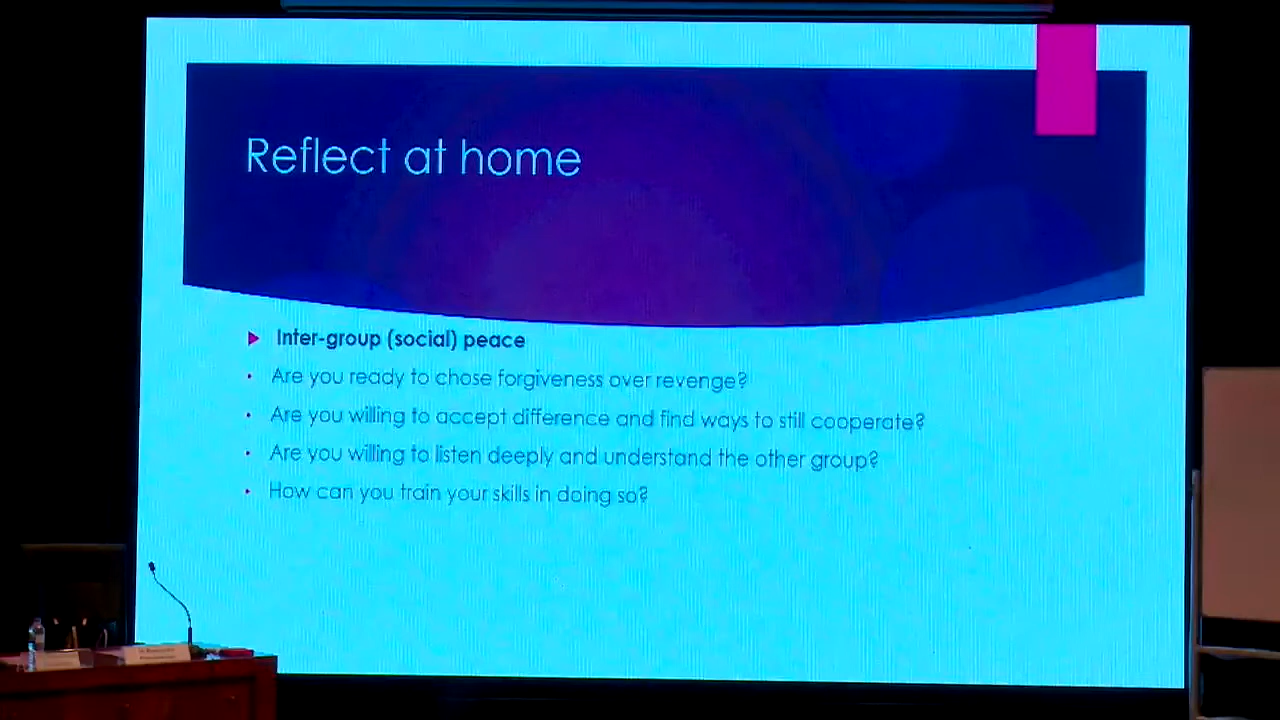 Reflect at home
Inter-group (social) peace
Are you ready to chose forgiveness over revenge?
Are you willing to accept difference and find ways to still cooperate?
Are you willing to listen deeply and understand the other group?
How can you train your skills in doing so?